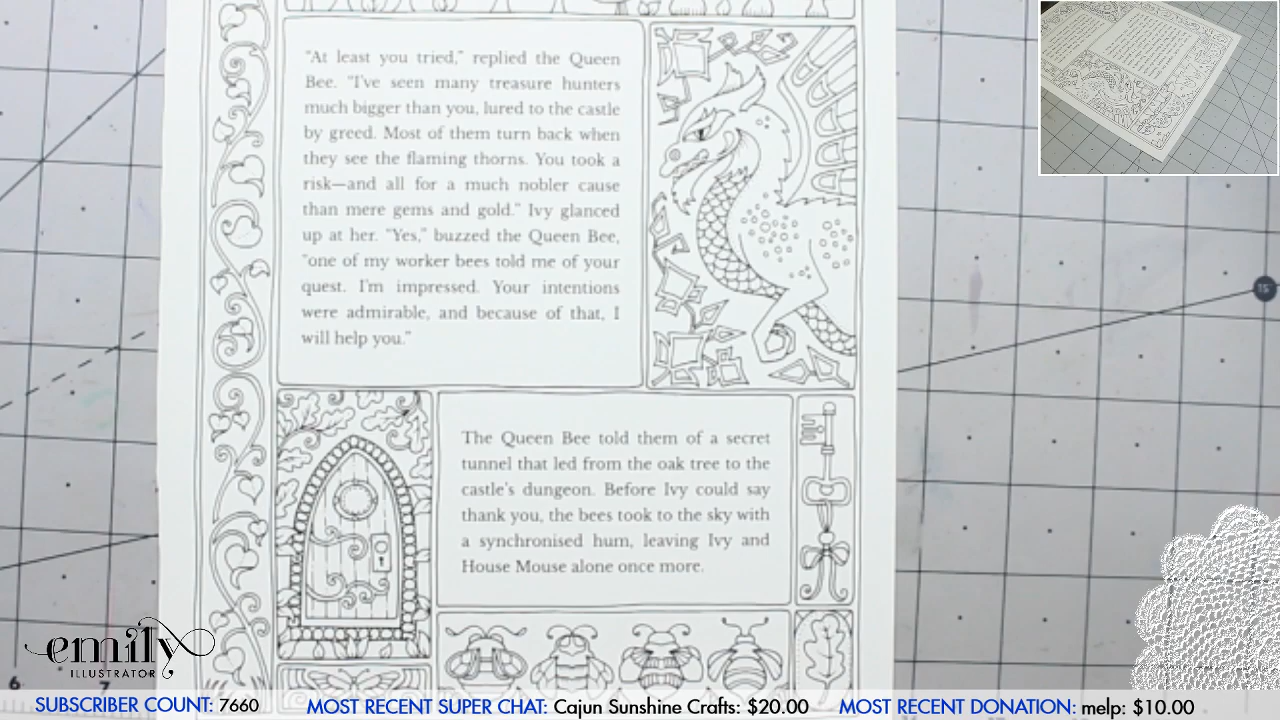 "At least you tried," replied the Queen
Bee. "I've seen many treasure hunters
much bigger than you, lured to the castle
by greed. Most of them turn back when
they see the flaming thorns. You took a
risk—and all for a much nobler cause
than mere gems and gold." Ivy glanced
up at her. "Yes," buzzed the Queen Bee,
"one of my worker bees told me of your
quest. I'm impressed. Your intentions
were admirable, and because of that, I
will help you."
The Queen Bee told them of a secret
tunnel that led from the oak tree to the
castle's dungeon. Before Ivy could say
thank you, the bees took to the sky with
a synchronised hum, leaving Ivy and
House Mouse alone once more.
15"
emily
ILLUSTRATOR
6
7
SUBSCRIBER COUNT: 7660
MOST RECENT SUPER CHAT: Cajun Sunshine Crafts: $20.00
MOST RECENT DONATION: melp: $10.00